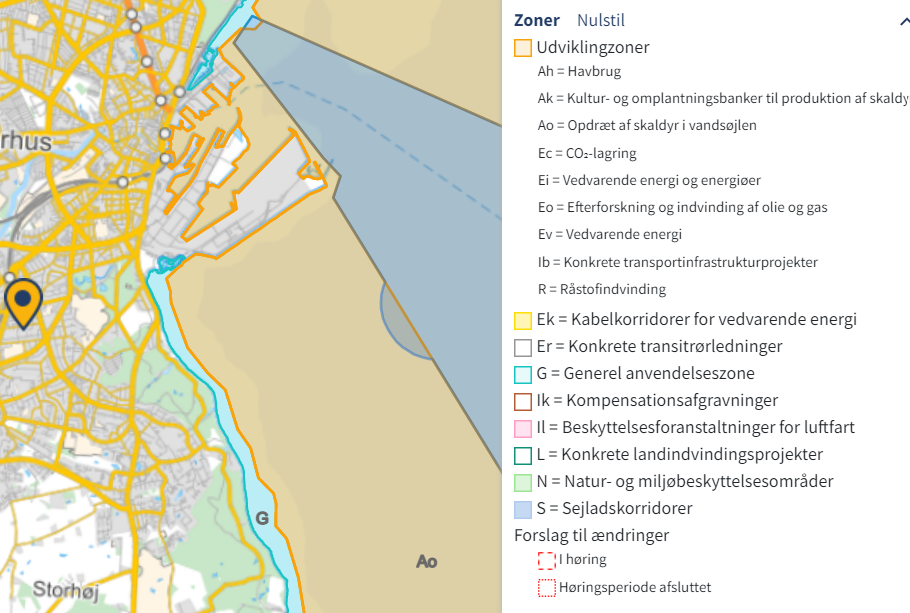 rhus
G
Ao
Storhøj
Zoner Nulstil
Udviklingzoner
Ah = Havbrug
Ak = Kultur- og omplantningsbanker til produktion af skaldy
Ao = Opdræt af skaldyr i vandsøjlen
Ec = CO₂-lagring
Ei = Vedvarende energi og energiøer
Eo = Efterforskning og indvinding af olie og gas
Ev = Vedvarende energi
Ib = Konkrete transportinfrastrukturprojekter
R = Råstofindvinding
Ek = Kabelkorridorer for vedvarende energi
Er = Konkrete transitrørledninger
G = Generel anvendelseszone
Ik = Kompensationsafgravninger
Il = Beskyttelsesforanstaltninger for luftfart
L = Konkrete landindvindingsprojekter
N = Natur- og miljøbeskyttelsesområder
S = Sejladskorridorer
Forslag til ændringer
I høring
Høringsperiode afsluttet